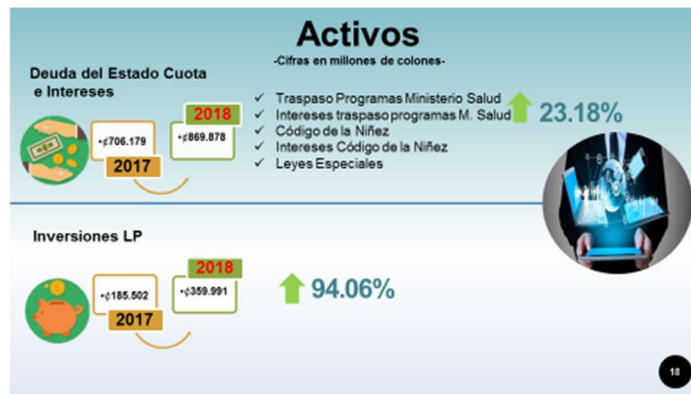 Activos
-Cifras en millones de colones-
Deuda del Estado Cuota
e Intereses
•¢706.179
2017
2018
•¢869.878
✓ Traspaso Programas Ministerio Salud
✓ Intereses traspaso programas M. Salud
✓ Código de la Niñez
✓ Intereses Código de la Niñez
✓ Leyes Especiales
23.18%
Inversiones LP
•¢185.502
2017
2018
•¢359.991
94.06%
18